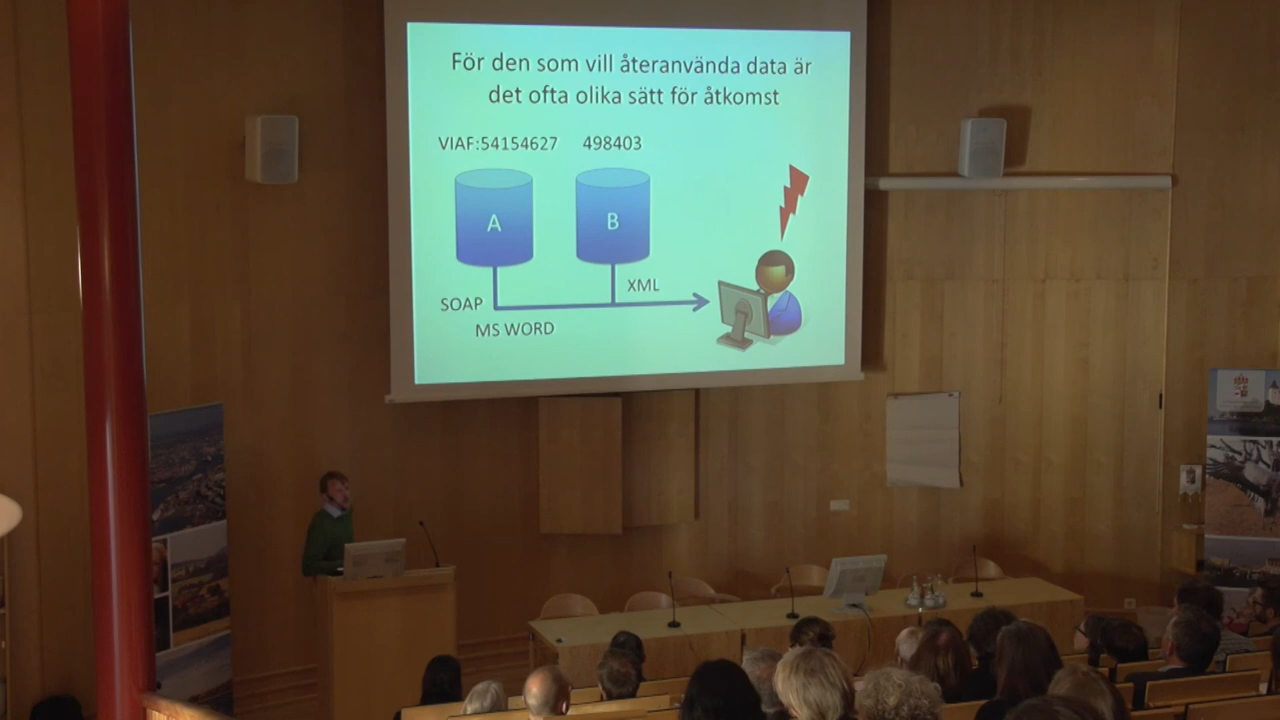 För den som vill återanvända data är
det ofta olika sätt för åtkomst
VIAF:54154627 498403
A B
XML
SOAP
MS WORD